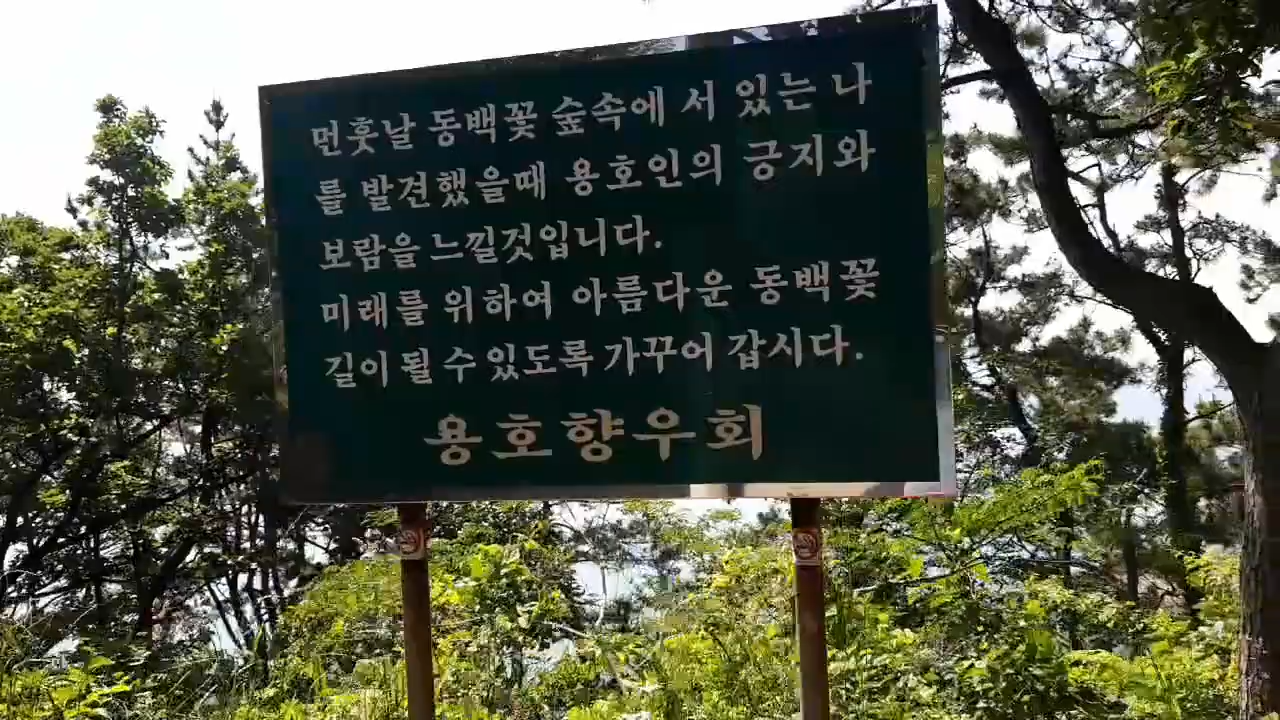 먼훗날 동백꽃 숲속에 서 있는 나
를 발견했을때 용호인의 긍지와
보람을 느낄것입니다.
미래를 위하여 아름다운 동백꽃
길이 될 수 있도록 가꾸어 갑시다.
용호향우회